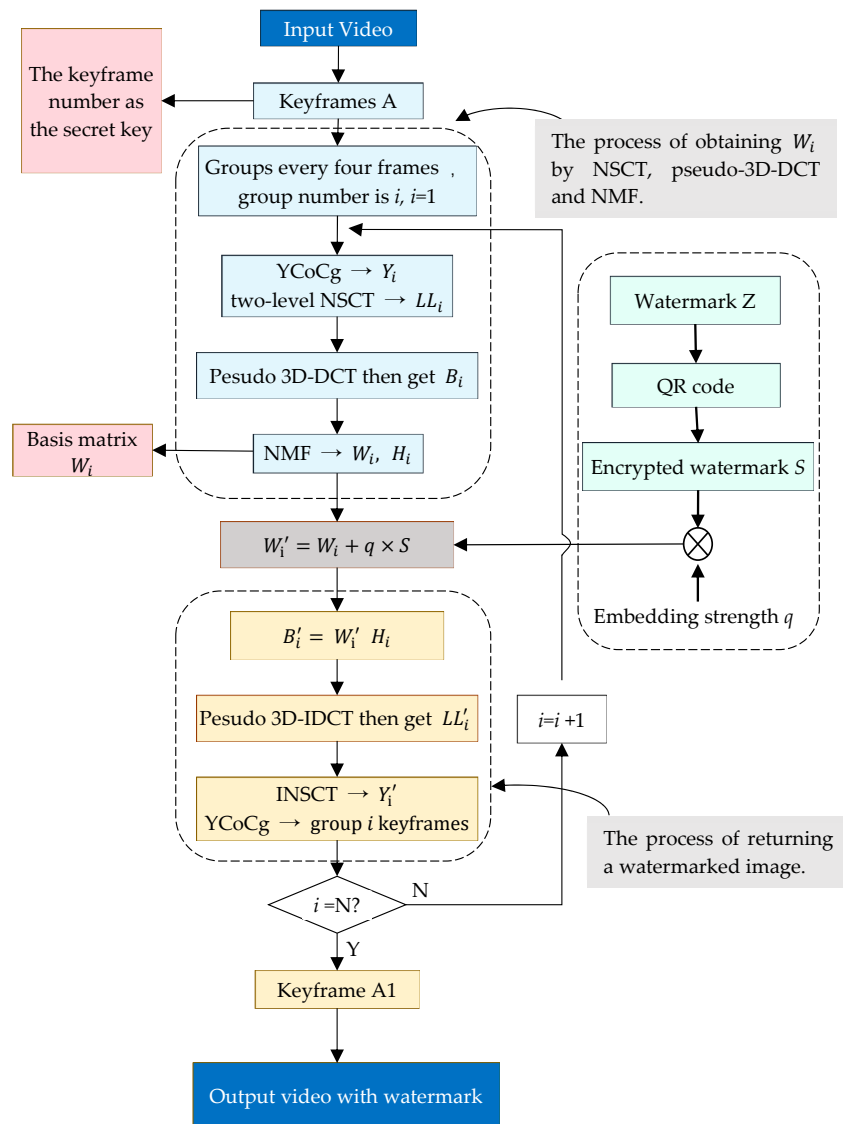 Input Video
The keyframe
number as
the secret key
Keyframes A
The process of obtaining W_i
by NSCT, pseudo-3D-DCT
and NMF.
Groups every four frames ,
group number is i, i=1
YCoCg → Y_i
two-level NSCT → LL_i
Watermark Z
Pesudo 3D-DCT then get B_i
QR code
Basis matrix
W_i
NMF → W_i, H_i
Encrypted watermark S
W_i′ = W_i + q × S
Embedding strength q
B_i′ = W_i′ H_i
Pesudo 3D-IDCT then get LL_i′
i=i +1
INSCT → Y_i′
YCoCg → group i keyframes
The process of returning
a watermarked image.
i =N?
N
Y
Keyframe A1
Output video with watermark